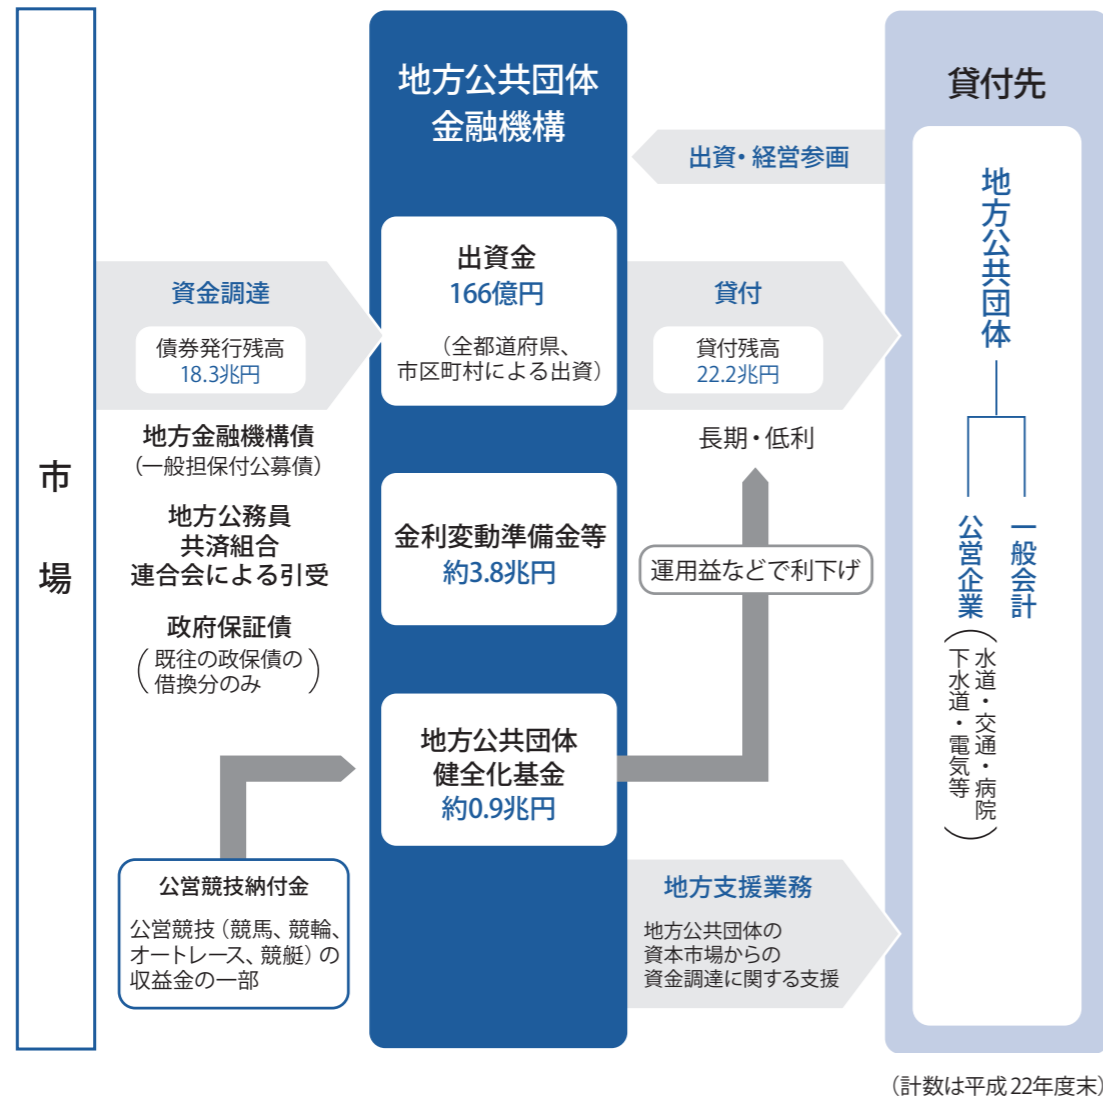 市場
資金調達
債券発行残高
18.3兆円
地方金融機構債
（一般担保付公募債）
地方公務員
共済組合
連合会による引受
政府保証債
（既往の政保債の
借換分のみ）
公営競技納付金
公営競技（競馬、競輪、
オートレース、競艇）の
収益金の一部
地方公共団体
金融機構
出資金
166億円
（全都道府県、
市区町村による出資）
金利変動準備金等
約3.8兆円
地方公共団体
健全化基金
約0.9兆円
出資・経営参画
貸付
貸付残高
22.2兆円
長期・低利
運用益などで利下げ
地方支援業務
地方公共団体の
資本市場からの
資金調達に関する支援
貸付先
地方公共団体
一般会計
公営企業
（水道・交通・病院
下水道・電気等）
（計数は平成22年度末）